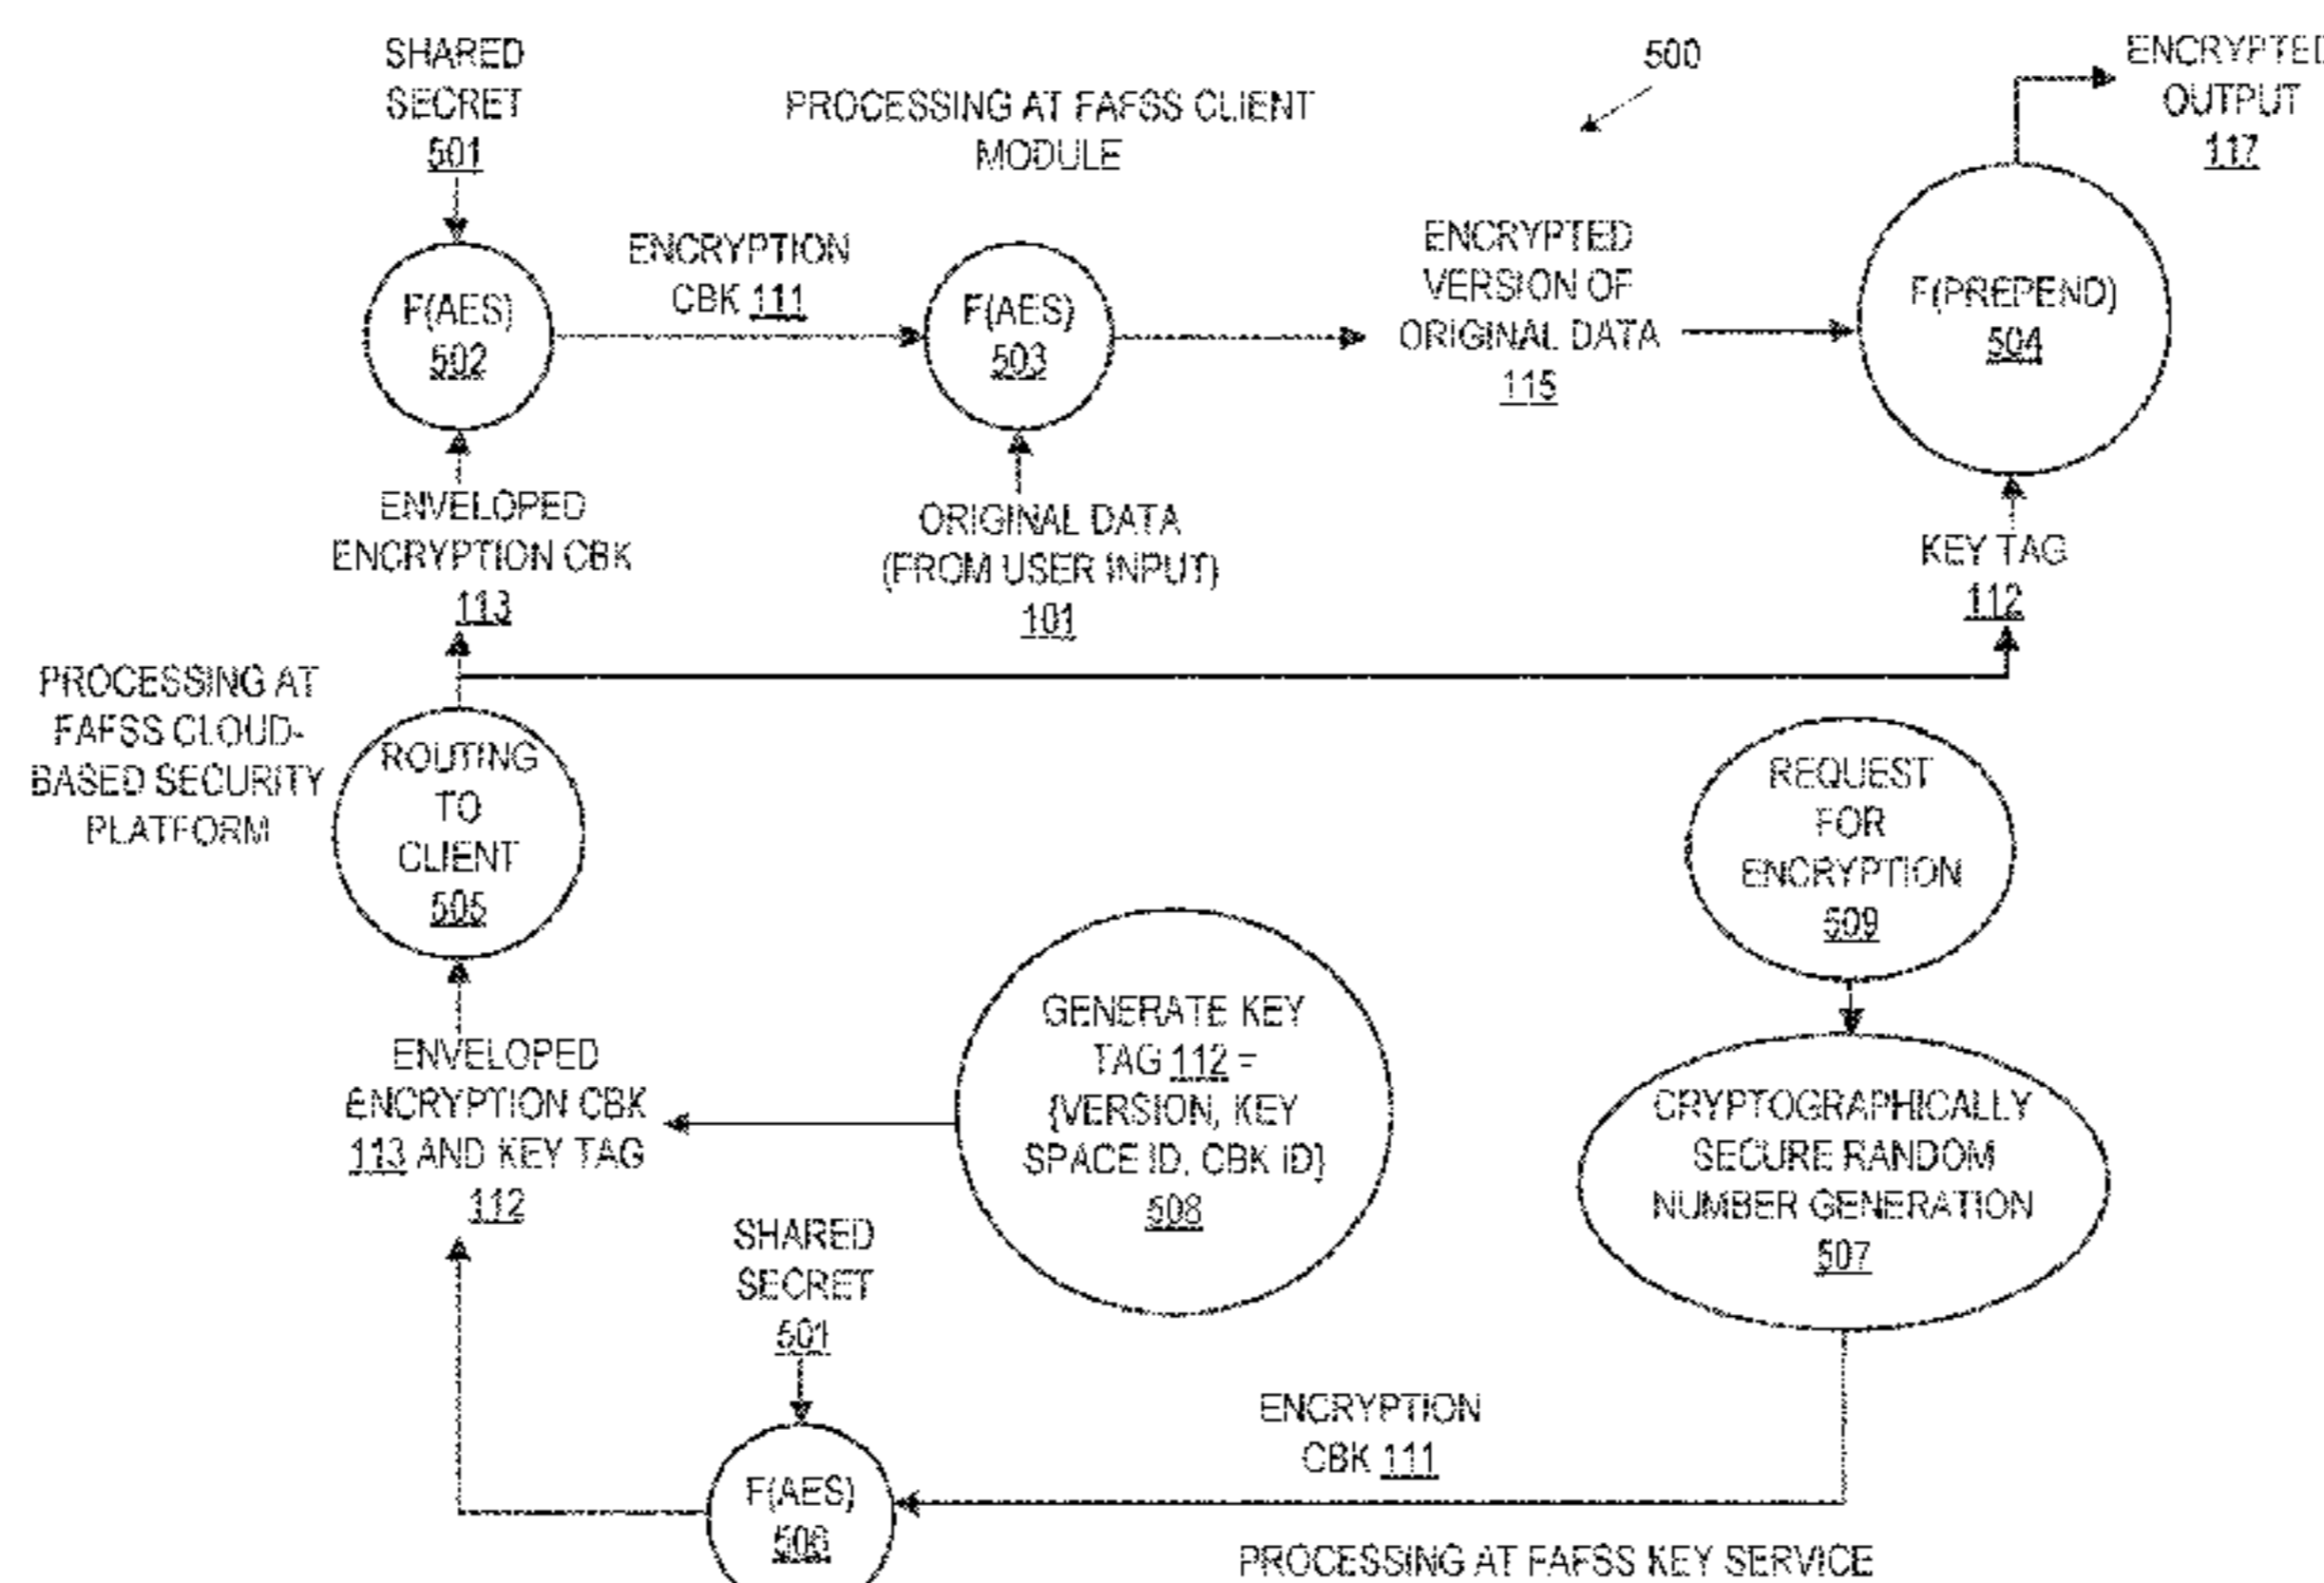 SHARED
SECRET
501
PROCESSING AT FAFSS CLIENT
MODULE
500
ENCRYPTED
OUTPUT
117
F(AES)
502
ENCRYPTION
CBK 111
F(AES)
503
ENCRYPTED
VERSION OF
ORIGINAL DATA
115
F(PREPEND)
504
ENVELOPED
ENCRYPTION CBK
113
ORIGINAL DATA
(FROM USER INPUT)
101
KEY TAG
112
PROCESSING AT
FAFSS CLOUD-
BASED SECURITY
PLATFORM
ROUTING
TO
CLIENT
505
REQUEST
FOR
ENCRYPTION
509
ENVELOPED
ENCRYPTION CBK
113 AND KEY TAG
112
GENERATE KEY
TAG 112 =
{VERSION, KEY
SPACE ID, CBK ID}
508
CRYPTOGRAPHICALLY
SECURE RANDOM
NUMBER GENERATION
507
SHARED
SECRET
501
F(AES)
506
ENCRYPTION
CBK 111
PROCESSING AT FAFSS KEY SERVICE